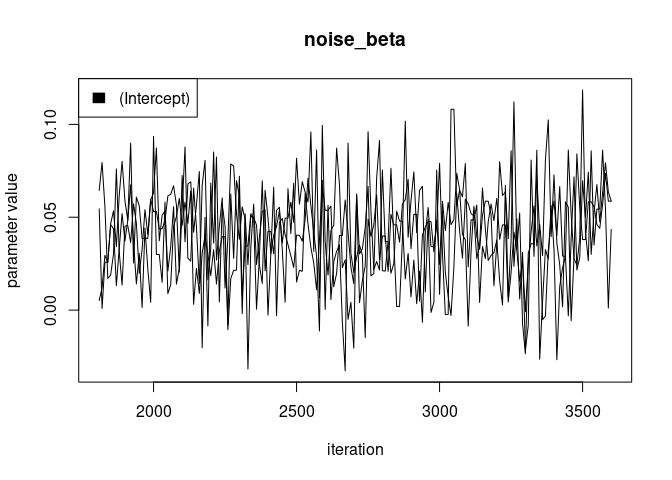 noise_beta
(Intercept)
parameter value
0.10
0.05
0.00
2000 2500 3000 3500
iteration